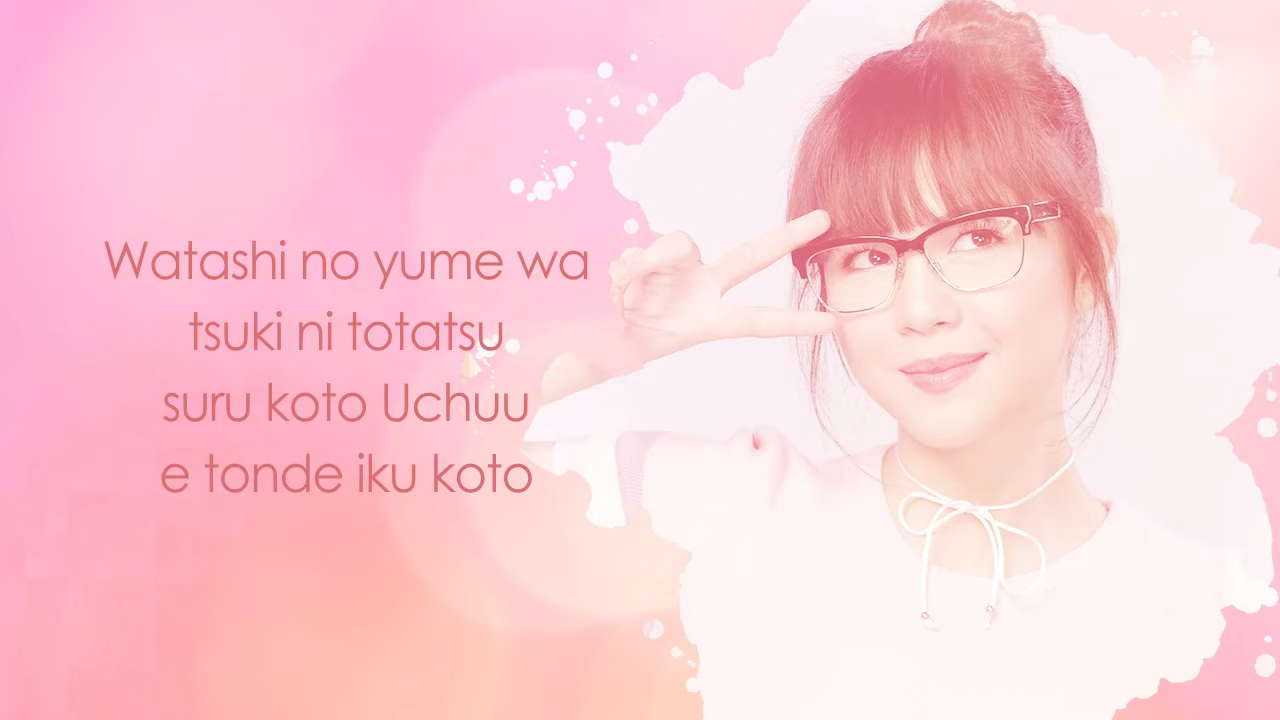 Watashi no yume wa
tsuki ni totatsu
suru koto Uchuu
e tonde iku koto